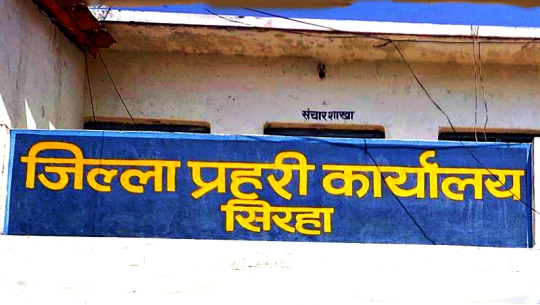 संचार शाखा
जिल्ला प्रहरी कार्यालय
सिरहा